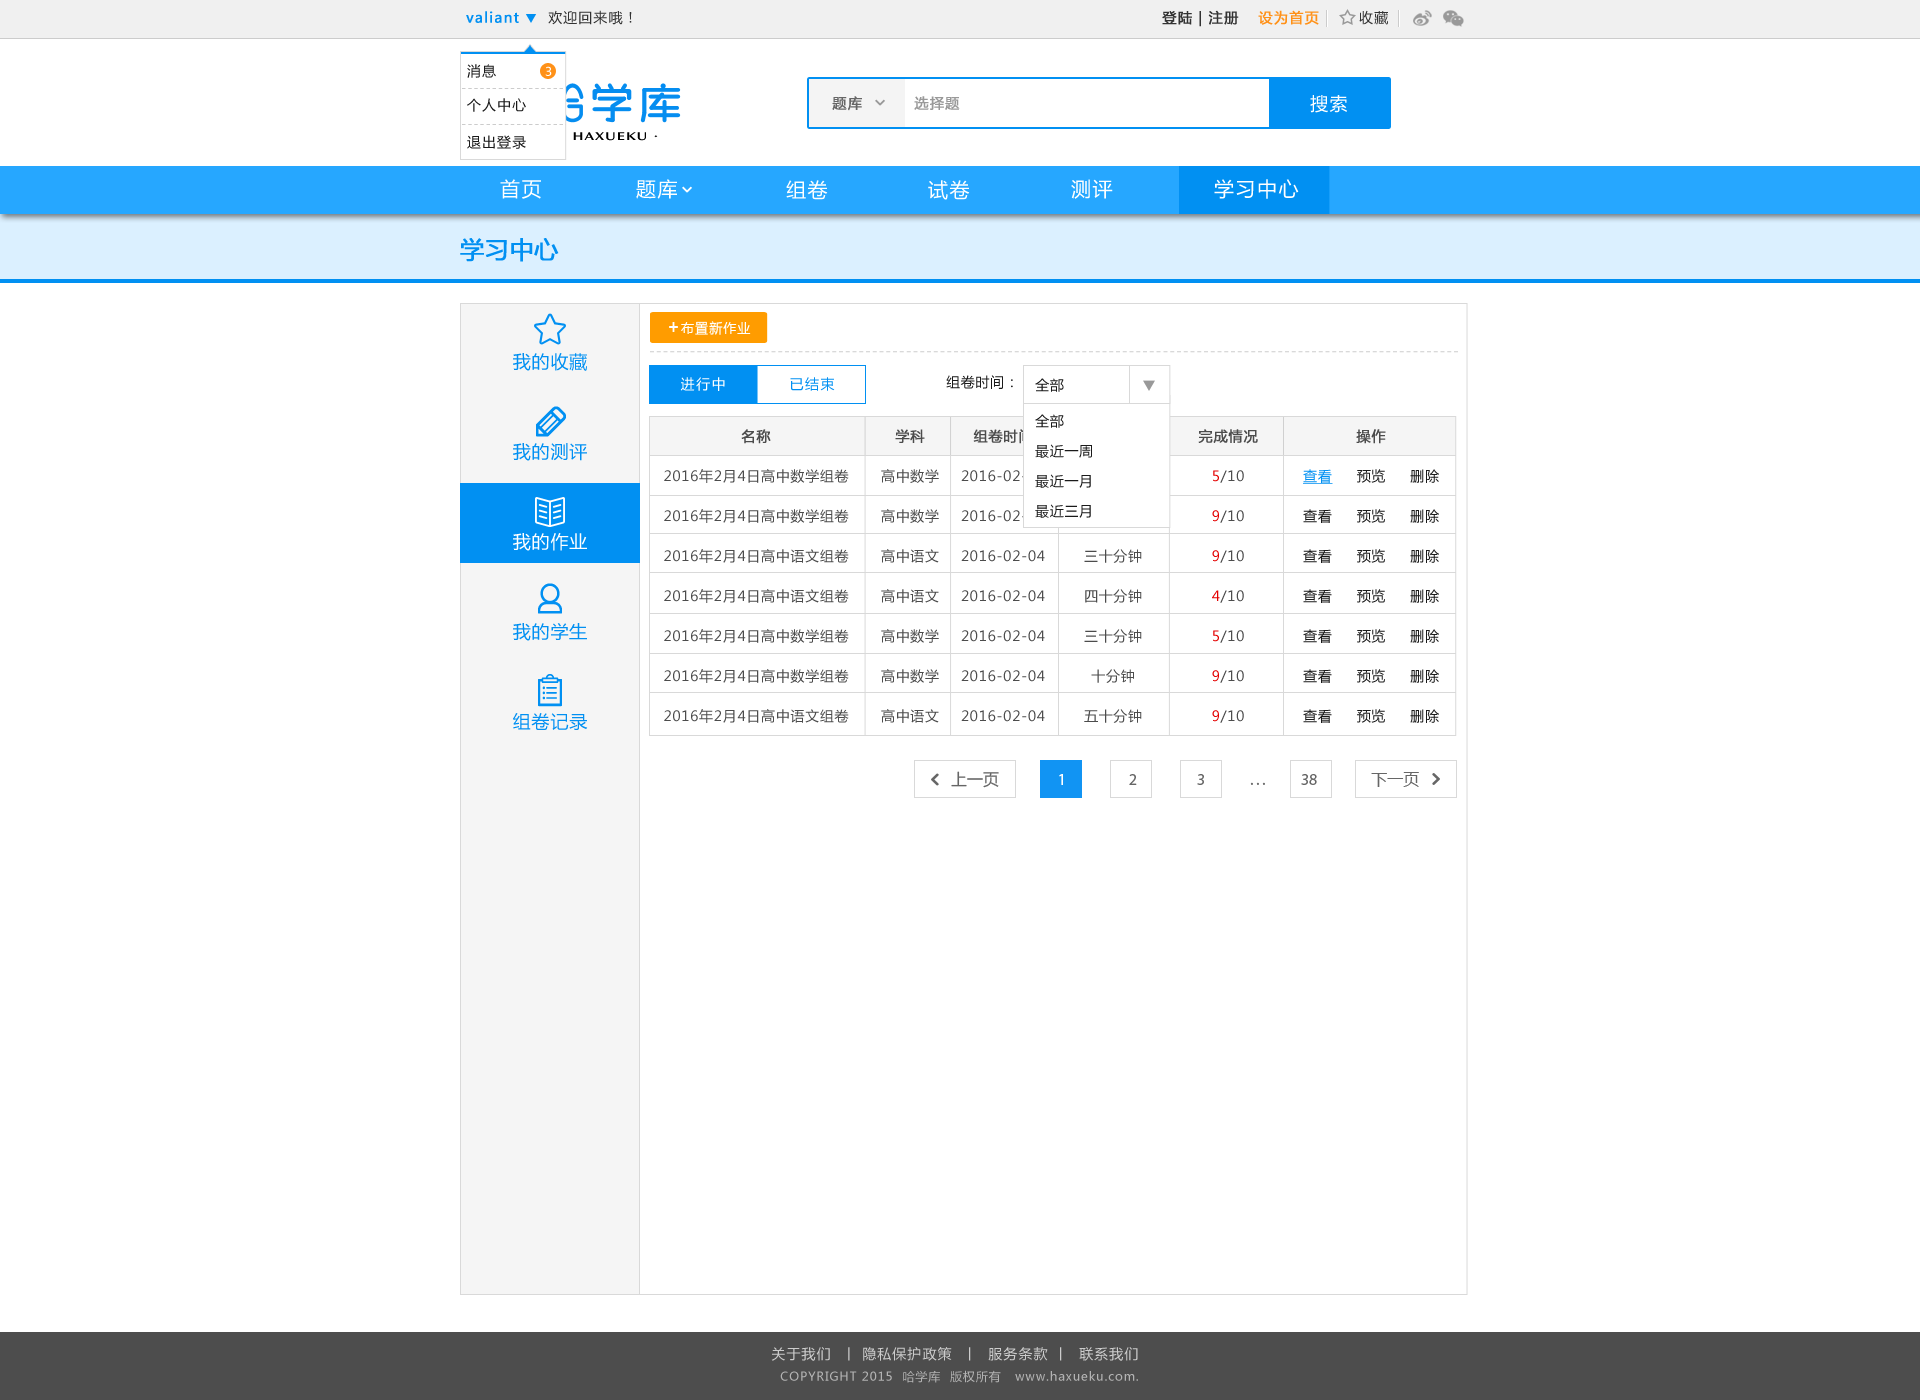 valiant ▼ 欢迎回来哦！ 登陆 | 注册 设为首页 收藏
消息 3
个人中心
退出登录
学库
HAXUEKU ·
题库 选择题 搜索
首页 题库 组卷 试卷 测评 学习中心
学习中心
我的收藏
我的测评
我的作业
我的学生
组卷记录
+布置新作业
进行中 已结束 组卷时间： 全部 ▼
全部
最近一周
最近一月
最近三月
名称 学科 组卷时间 完成情况 操作
2016年2月4日高中数学组卷 高中数学 2016-02- 5/10 查看 预览 删除
2016年2月4日高中数学组卷 高中数学 2016-02- 9/10 查看 预览 删除
2016年2月4日高中语文组卷 高中语文 2016-02-04 三十分钟 9/10 查看 预览 删除
2016年2月4日高中语文组卷 高中语文 2016-02-04 四十分钟 4/10 查看 预览 删除
2016年2月4日高中数学组卷 高中数学 2016-02-04 三十分钟 5/10 查看 预览 删除
2016年2月4日高中数学组卷 高中数学 2016-02-04 十分钟 9/10 查看 预览 删除
2016年2月4日高中语文组卷 高中语文 2016-02-04 五十分钟 9/10 查看 预览 删除
上一页 1 2 3 ... 38 下一页
关于我们 | 隐私保护政策 | 服务条款 | 联系我们
COPYRIGHT 2015 哈学库 版权所有 www.haxueku.com.